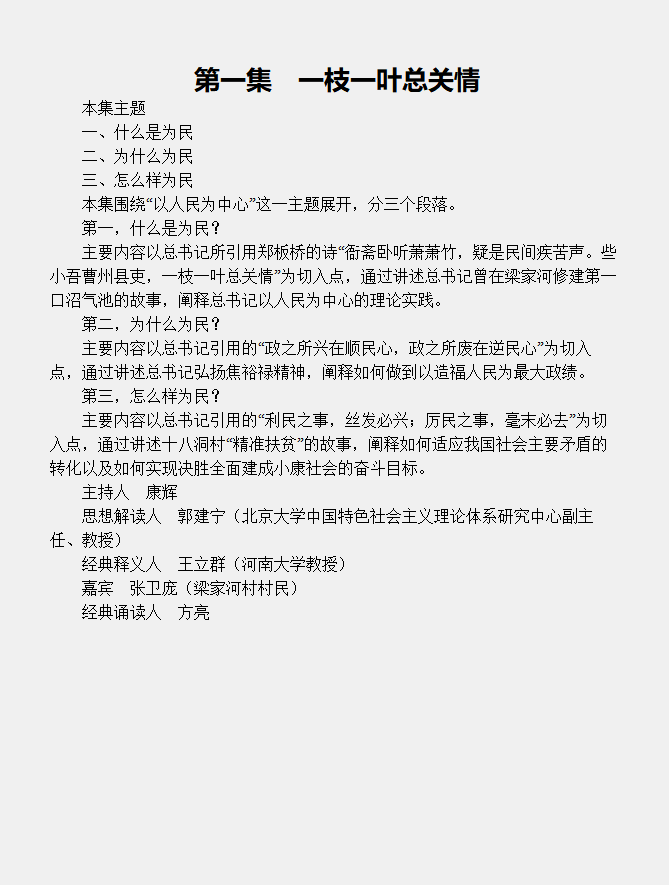 第一集　一枝一叶总关情
本集主题
一、什么是为民
二、为什么为民
三、怎么样为民
本集围绕“以人民为中心”这一主题展开，分三个段落。
第一，什么是为民？
主要内容以总书记所引用郑板桥的诗“衙斋卧听萧萧竹，疑是民间疾苦声。些
小吾曹州县吏，一枝一叶总关情”为切入点，通过讲述总书记曾在梁家河修建第一
口沼气池的故事，阐释总书记以人民为中心的理论实践。
第二，为什么为民？
主要内容以总书记引用的“政之所兴在顺民心，政之所废在逆民心”为切入
点，通过讲述总书记弘扬焦裕禄精神，阐释如何做到以造福人民为最大政绩。
第三，怎么样为民？
主要内容以总书记引用的“利民之事，丝发必兴；厉民之事，毫末必去”为切
入点，通过讲述十八洞村“精准扶贫”的故事，阐释如何适应我国社会主要矛盾的
转化以及如何实现决胜全面建成小康社会的奋斗目标。
主持人　康辉
思想解读人　郭建宁（北京大学中国特色社会主义理论体系研究中心副主
任、教授）
经典释义人　王立群（河南大学教授）
嘉宾　张卫庞（梁家河村村民）
经典诵读人　方亮